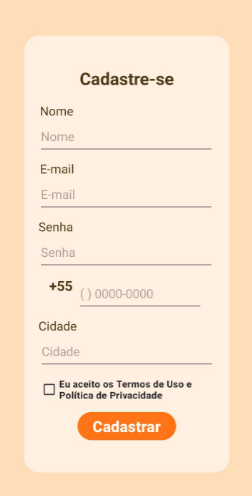 Cadastre-se
Nome
Nome
E-mail
E-mail
Senha
Senha
+55 ( ) 0000-0000
Cidade
Cidade
Eu aceito os Termos de Uso e
Política de Privacidade
Cadastrar